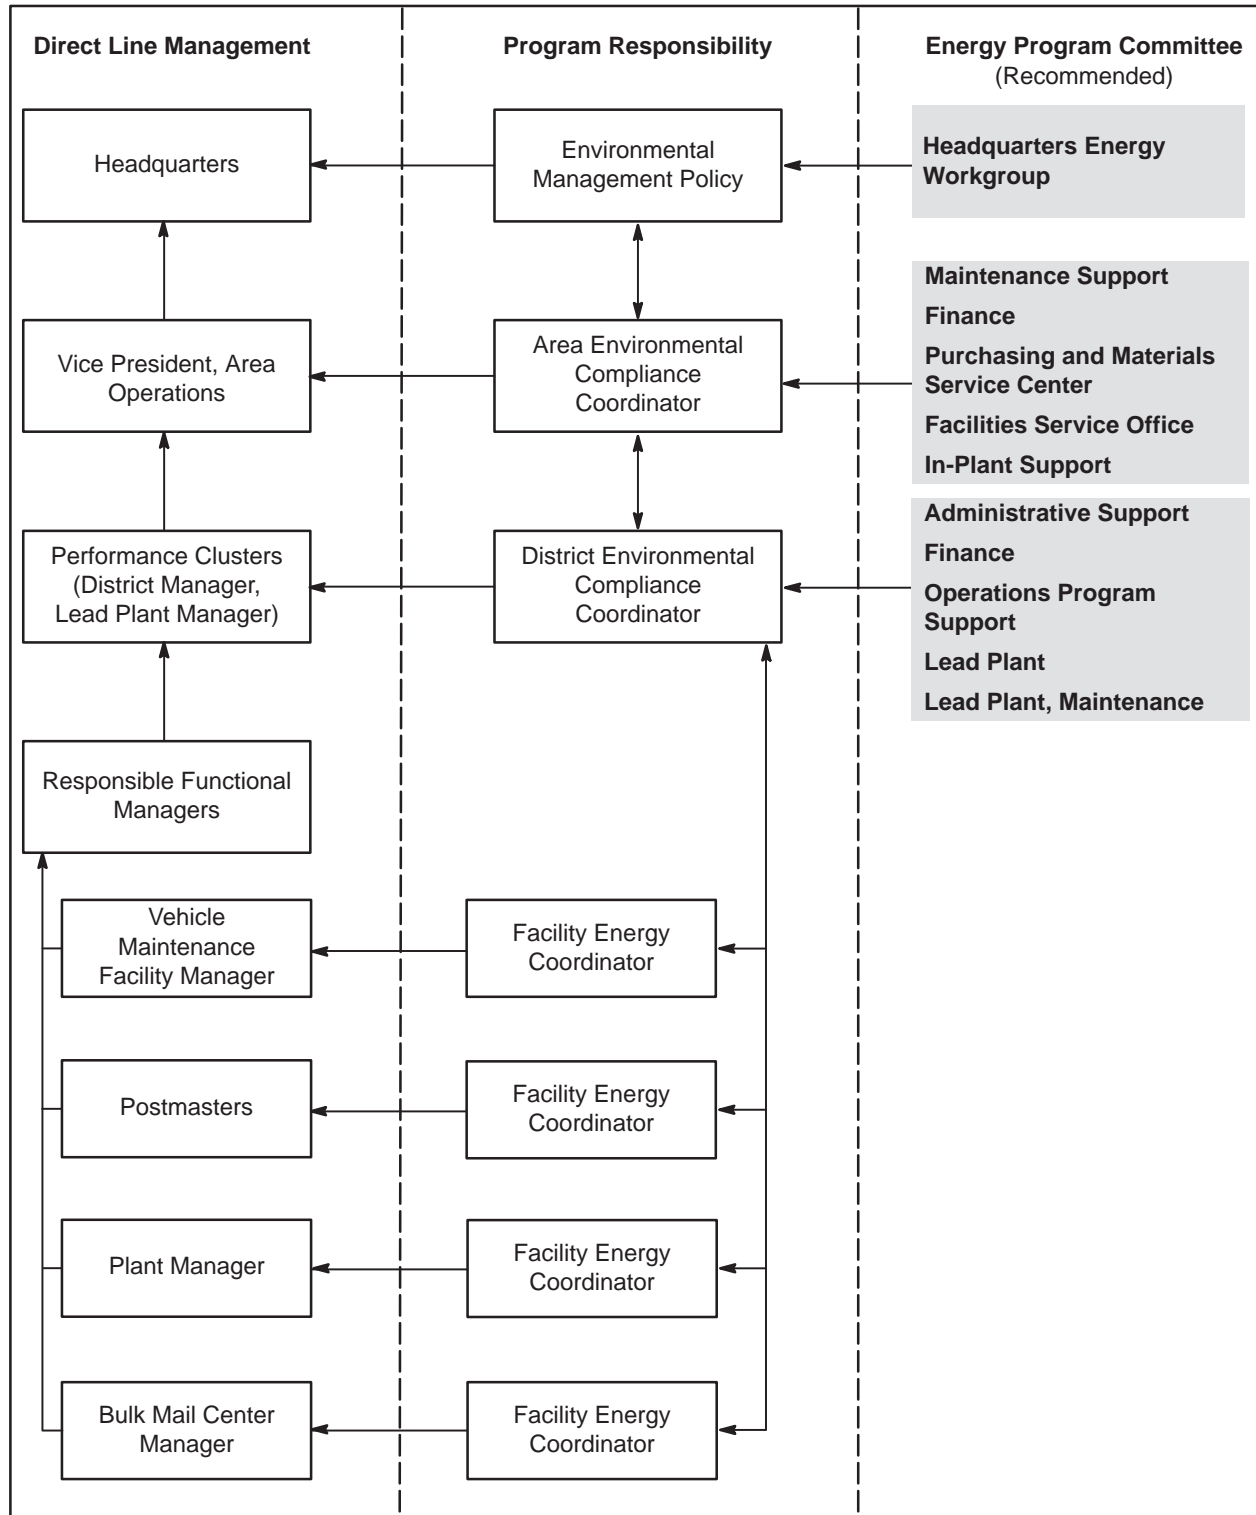 Direct Line Management
Program Responsibility
Energy Program Committee
(Recommended)
Headquarters
Environmental
Management Policy
Headquarters Energy
Workgroup
Vice President, Area
Operations
Area Environmental
Compliance
Coordinator
Maintenance Support
Finance
Purchasing and Materials
Service Center
Facilities Service Office
In-Plant Support
Performance Clusters
(District Manager,
Lead Plant Manager)
District Environmental
Compliance
Coordinator
Administrative Support
Finance
Operations Program
Support
Lead Plant
Lead Plant, Maintenance
Responsible Functional
Managers
Vehicle
Maintenance
Facility Manager
Facility Energy
Coordinator
Postmasters
Facility Energy
Coordinator
Plant Manager
Facility Energy
Coordinator
Bulk Mail Center
Manager
Facility Energy
Coordinator